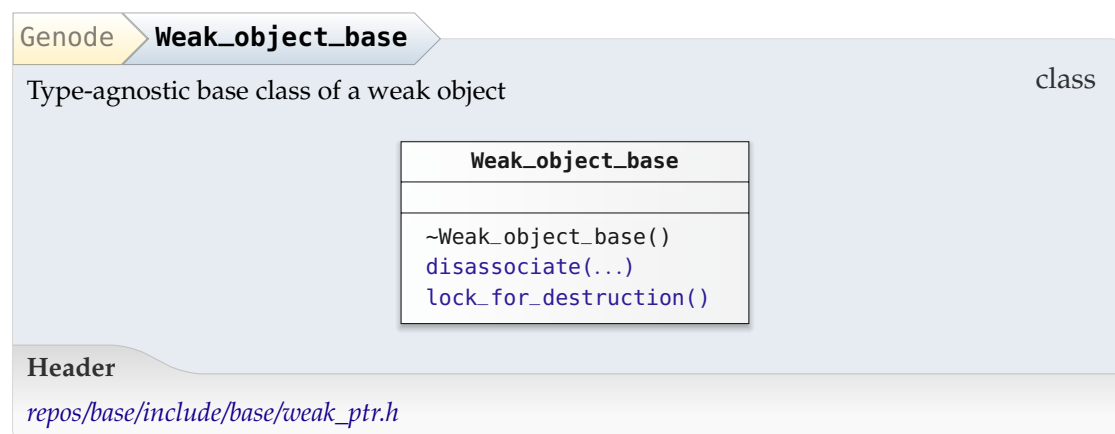 Genode Weak_object_base
class
Type-agnostic base class of a weak object
Weak_object_base
~Weak_object_base()
disassociate(...)
lock_for_destruction()
Header
repos/base/include/base/weak_ptr.h